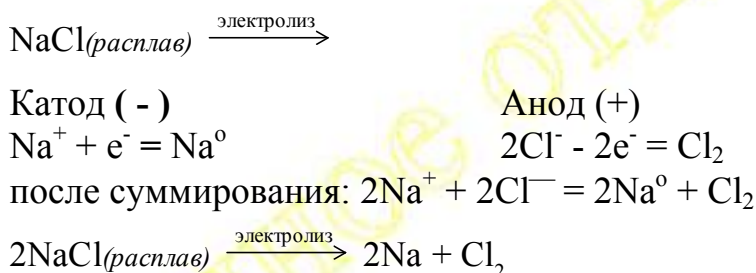 электролиз
NaCl(расплав) →
Катод ( - ) Анод (+)
Na⁺ + e⁻ = Naº 2Cl⁻ - 2e⁻ = Cl₂
после суммирования: 2Na⁺ + 2Cl⁻ = 2Naº + Cl₂
электролиз
2NaCl(расплав) → 2Na + Cl₂